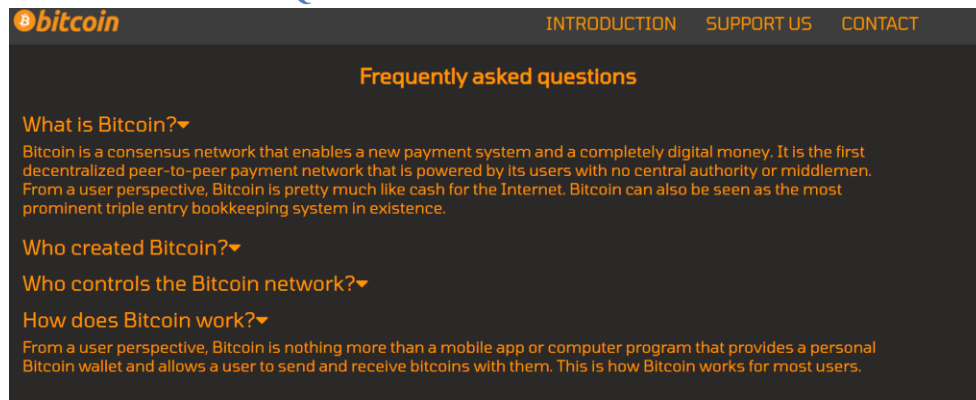 bitcoin
INTRODUCTION SUPPORT US CONTACT
Frequently asked questions
What is Bitcoin?
Bitcoin is a consensus network that enables a new payment system and a completely digital money. It is the first
decentralized peer-to-peer payment network that is powered by its users with no central authority or middlemen.
From a user perspective, Bitcoin is pretty much like cash for the Internet. Bitcoin can also be seen as the most
prominent triple entry bookkeeping system in existence.
Who created Bitcoin?
Who controls the Bitcoin network?
How does Bitcoin work?
From a user perspective, Bitcoin is nothing more than a mobile app or computer program that provides a personal
Bitcoin wallet and allows a user to send and receive bitcoins with them. This is how Bitcoin works for most users.